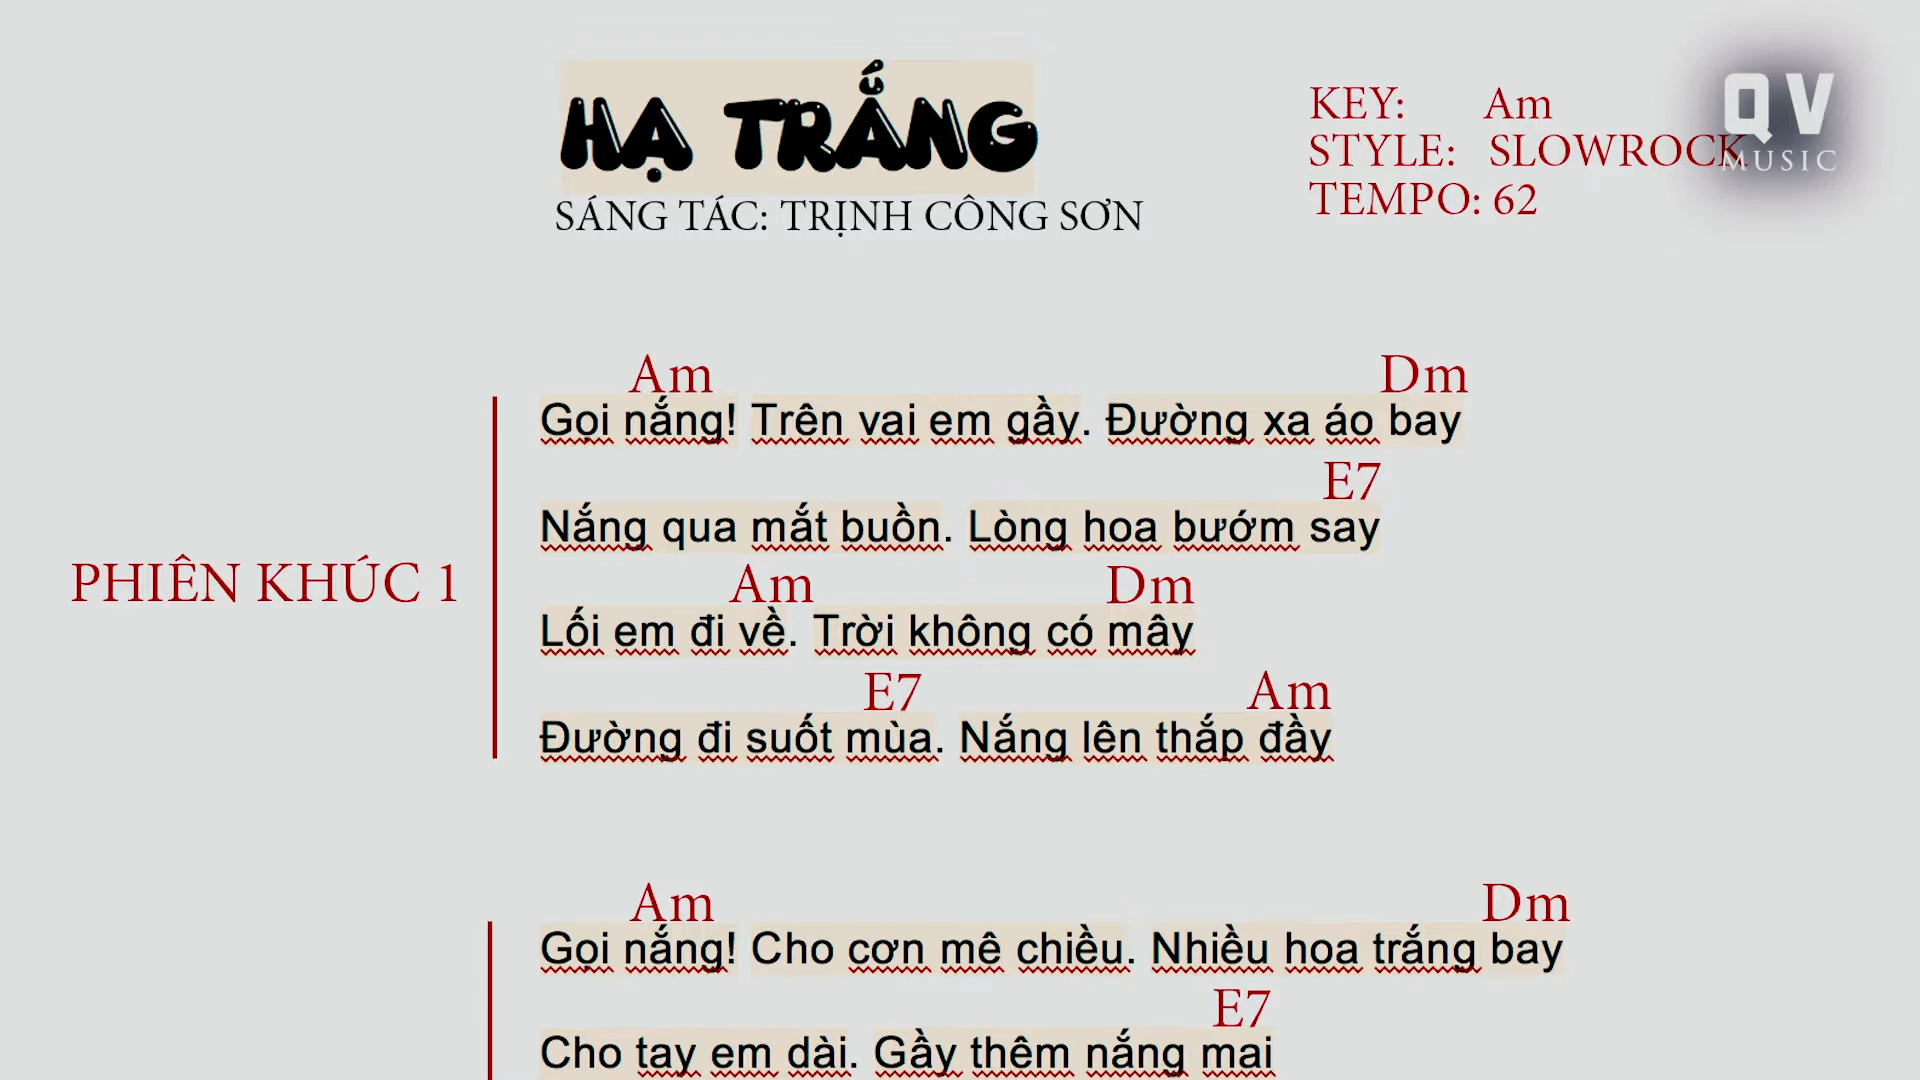 HẠ TRẮNG
SÁNG TÁC: TRỊNH CÔNG SƠN
KEY: Am
STYLE: SLOWROCK
TEMPO: 62
QV
MUSIC
Am Dm
Gọi nắng! Trên vai em gầy. Đường xa áo bay
E7
Nắng qua mắt buồn. Lòng hoa bướm say
PHIÊN KHÚC 1
Am Dm
Lối em đi về. Trời không có mây
E7 Am
Đường đi suốt mùa. Nắng lên thắp đầy
Am Dm
Gọi nắng! Cho cơn mê chiều. Nhiều hoa trắng bay
E7
Cho tay em dài. Gầy thêm nắng mai